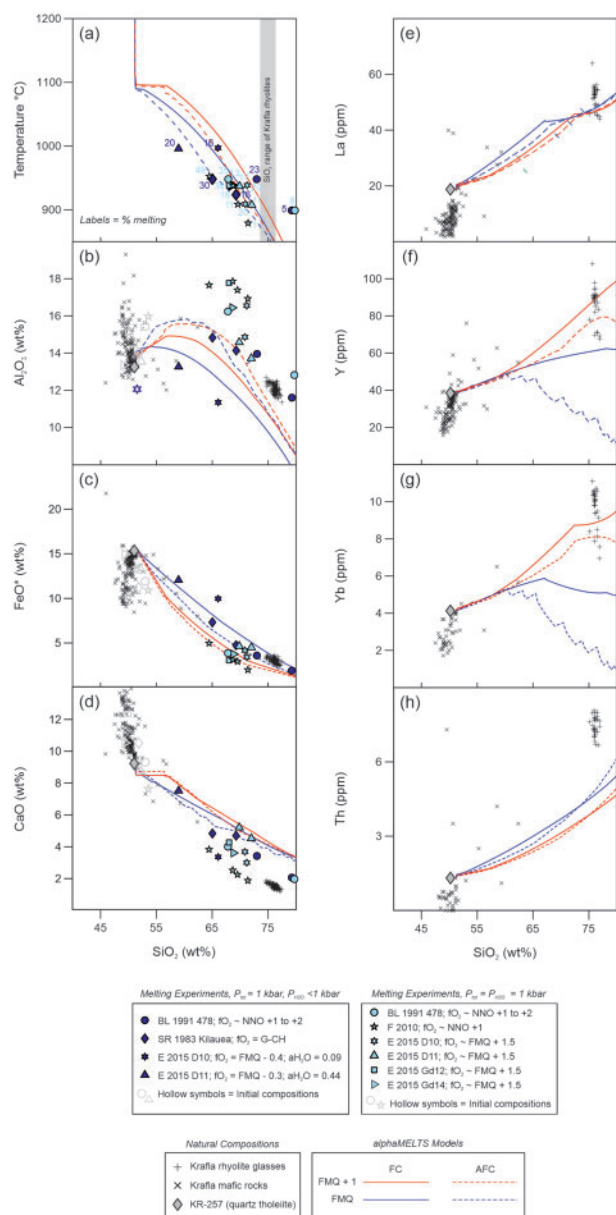 (a)
1200
1100
1000
900
Temperature °C
20
15
23
30
5
Labels = % melting
SiO₂ range of Krafla rhyolites
(b)
18
16
14
12
10
Al₂O₃ (wt%)
(c)
20
15
10
5
FeO* (wt%)
(d)
12
10
8
6
4
2
CaO (wt%)
45
55
65
75
SiO₂ (wt%)
(e)
60
40
20
La (ppm)
(f)
100
80
60
40
20
Y (ppm)
(g)
10
8
6
4
2
Yb (ppm)
(h)
6
3
Th (ppm)
45
55
65
75
SiO₂ (wt%)
Melting Experiments, Ptot = 1 kbar, PH2O <1 kbar
BL 1991 478; fO₂ ~ NNO +1 to +2
SR 1983 Kilauea; fO₂ = G-CH
E 2015 D10; fO₂ = FMQ - 0.4; aH₂O = 0.09
E 2015 D11; fO₂ = FMQ - 0.3; aH₂O = 0.44
Hollow symbols = Initial compositions
Melting Experiments, Ptot = PH2O = 1 kbar
BL 1991 478; fO₂ ~ NNO +1 to +2
F 2010; fO₂ ~ NNO +1
E 2015 D10; fO₂ ~ FMQ + 1.5
E 2015 D11; fO₂ ~ FMQ + 1.5
E 2015 Gd12; fO₂ ~ FMQ + 1.5
E 2015 Gd14; fO₂ ~ FMQ + 1.5
Hollow symbols = Initial compositions
Natural Compositions
Krafla rhyolite glasses
Krafla mafic rocks
KR-257 (quartz tholeiite)
alphaMELTS Models
FC
AFC
FMQ + 1
FMQ